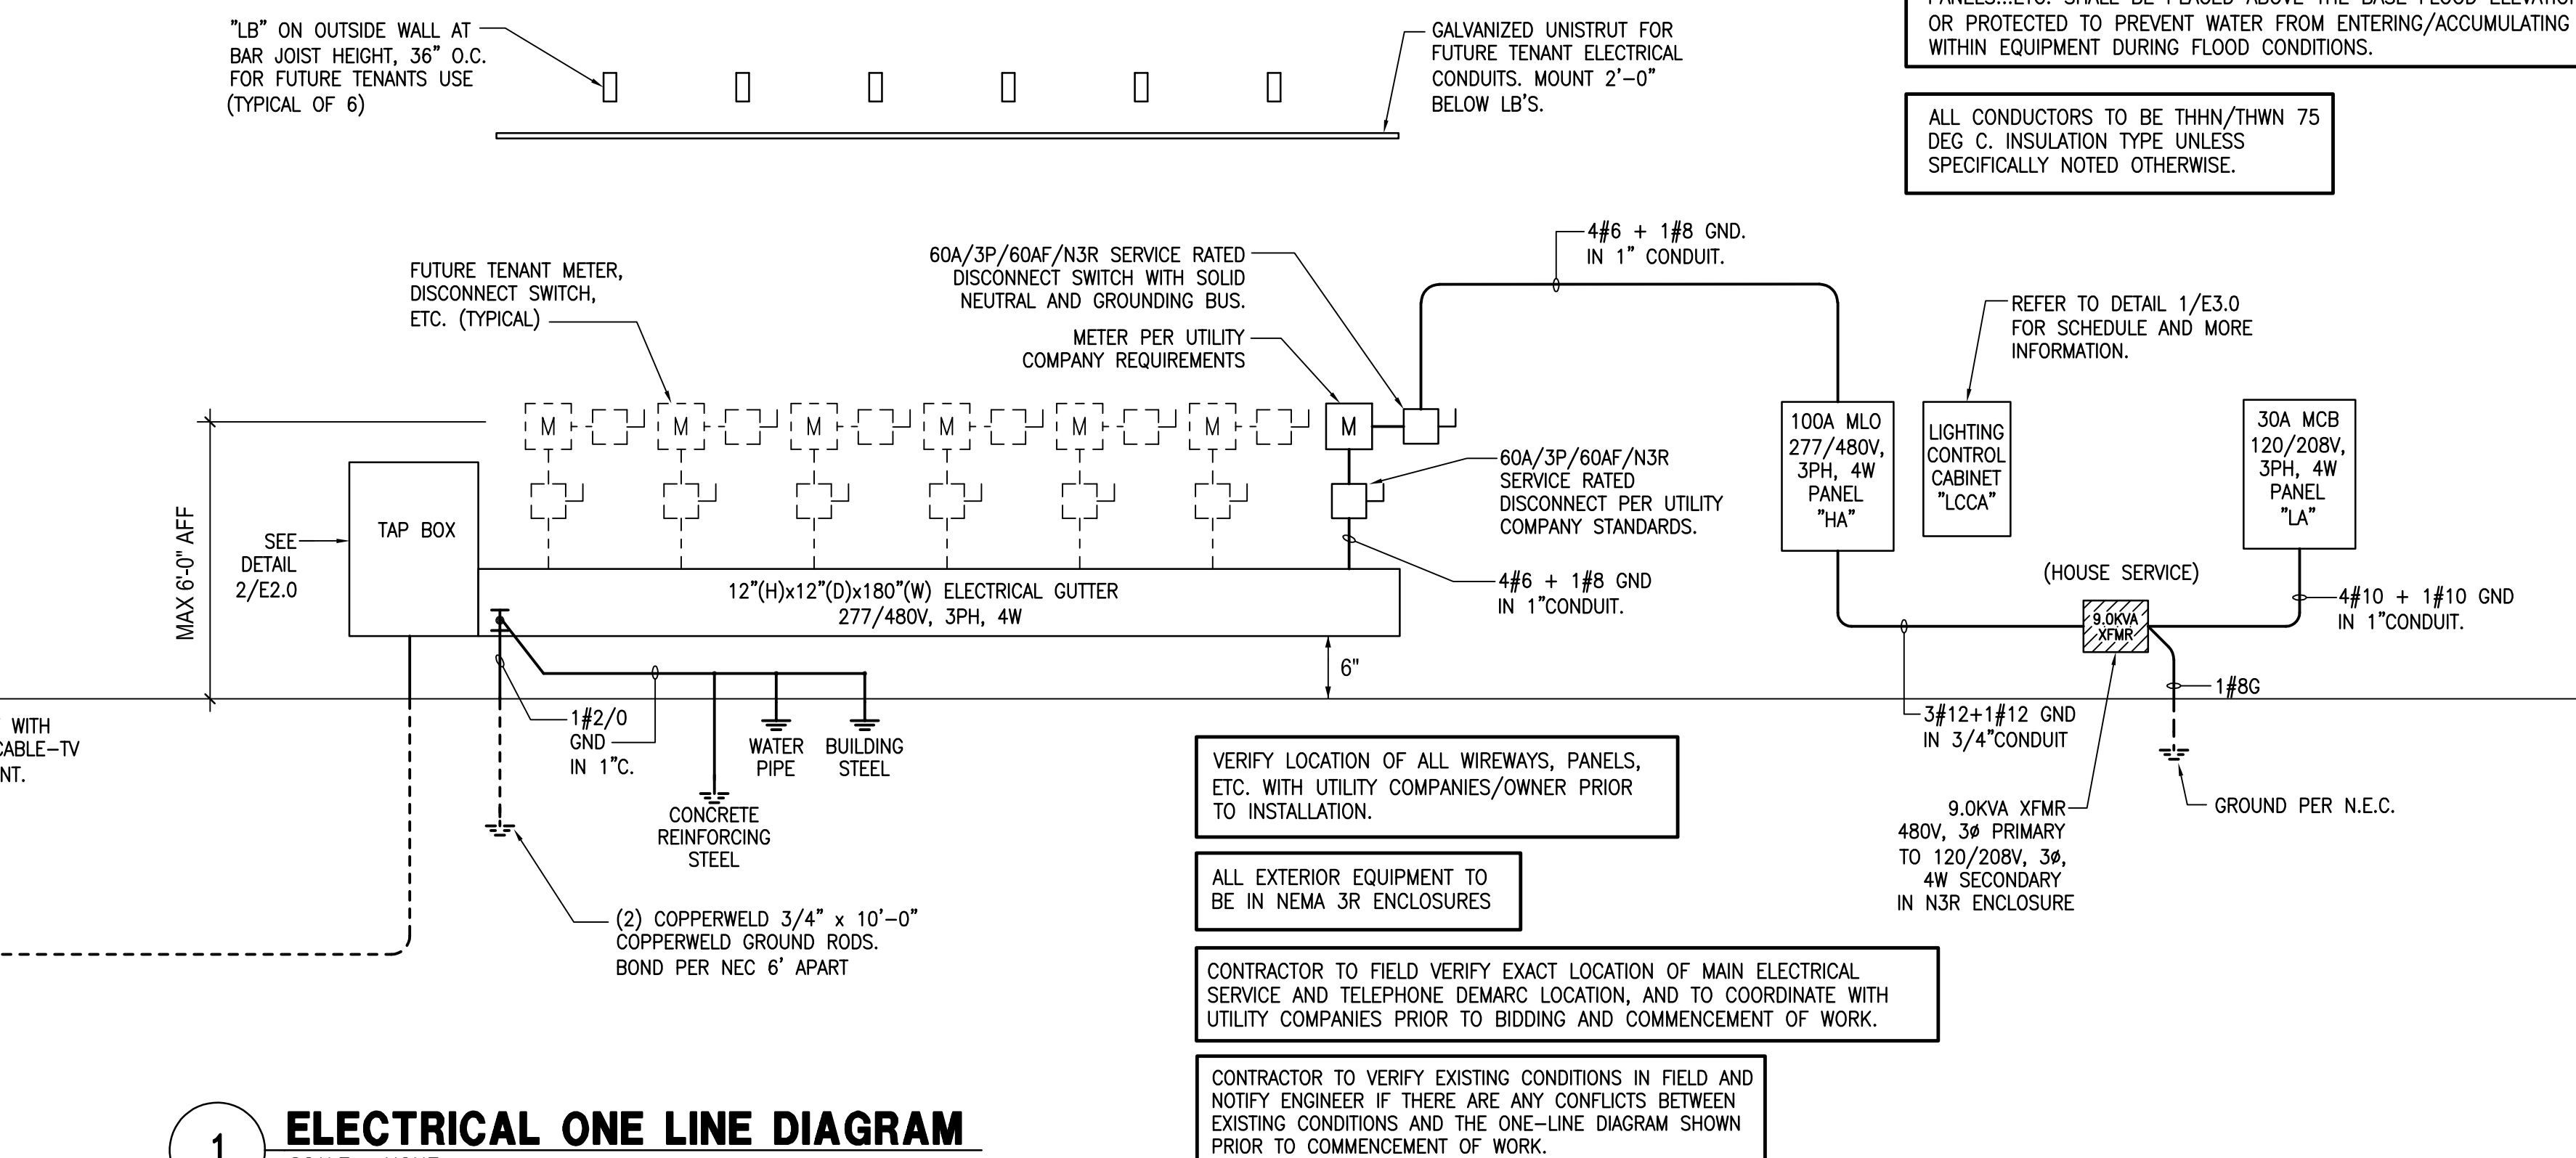 "LB" ON OUTSIDE WALL AT
BAR JOIST HEIGHT, 36" O.C.
FOR FUTURE TENANTS USE
(TYPICAL OF 6)
GALVANIZED UNISTRUT FOR
FUTURE TENANT ELECTRICAL
CONDUITS. MOUNT 2'-0"
BELOW LB'S.
OR PROTECTED TO PREVENT WATER FROM ENTERING/ACCUMULATING
WITHIN EQUIPMENT DURING FLOOD CONDITIONS.
ALL CONDUCTORS TO BE THHN/THWN 75
DEG C. INSULATION TYPE UNLESS
SPECIFICALLY NOTED OTHERWISE.
FUTURE TENANT METER,
DISCONNECT SWITCH,
ETC. (TYPICAL)
60A/3P/60AF/N3R SERVICE RATED
DISCONNECT SWITCH WITH SOLID
NEUTRAL AND GROUNDING BUS.
METER PER UTILITY
COMPANY REQUIREMENTS
4#6 + 1#8 GND.
IN 1" CONDUIT.
REFER TO DETAIL 1/E3.0
FOR SCHEDULE AND MORE
INFORMATION.
M
M
M
M
M
M
M
100A MLO
277/480V,
3PH, 4W
PANEL
"HA"
LIGHTING
CONTROL
CABINET
"LCCA"
30A MCB
120/208V,
3PH, 4W
PANEL
"LA"
MAX 6'-0" AFF
SEE
DETAIL
2/E2.0
TAP BOX
60A/3P/60AF/N3R
SERVICE RATED
DISCONNECT PER UTILITY
COMPANY STANDARDS.
12"(H)x12"(D)x180"(W) ELECTRICAL GUTTER
277/480V, 3PH, 4W
4#6 + 1#8 GND
IN 1"CONDUIT.
(HOUSE SERVICE)
9.0KVA
XFMR
4#10 + 1#10 GND
IN 1"CONDUIT.
6"
1#8G
WITH
CABLE-TV
NT.
1#2/0
GND
IN 1"C.
WATER
PIPE
BUILDING
STEEL
CONCRETE
REINFORCING
STEEL
3#12+1#12 GND
IN 3/4"CONDUIT
9.0KVA XFMR
480V, 3ø PRIMARY
TO 120/208V, 3ø,
4W SECONDARY
IN N3R ENCLOSURE
GROUND PER N.E.C.
(2) COPPERWELD 3/4" x 10'-0"
COPPERWELD GROUND RODS.
BOND PER NEC 6' APART
VERIFY LOCATION OF ALL WIREWAYS, PANELS,
ETC. WITH UTILITY COMPANIES/OWNER PRIOR
TO INSTALLATION.
ALL EXTERIOR EQUIPMENT TO
BE IN NEMA 3R ENCLOSURES
CONTRACTOR TO FIELD VERIFY EXACT LOCATION OF MAIN ELECTRICAL
SERVICE AND TELEPHONE DEMARC LOCATION, AND TO COORDINATE WITH
UTILITY COMPANIES PRIOR TO BIDDING AND COMMENCEMENT OF WORK.
CONTRACTOR TO VERIFY EXISTING CONDITIONS IN FIELD AND
NOTIFY ENGINEER IF THERE ARE ANY CONFLICTS BETWEEN
EXISTING CONDITIONS AND THE ONE-LINE DIAGRAM SHOWN
PRIOR TO COMMENCEMENT OF WORK.
1
ELECTRICAL ONE LINE DIAGRAM